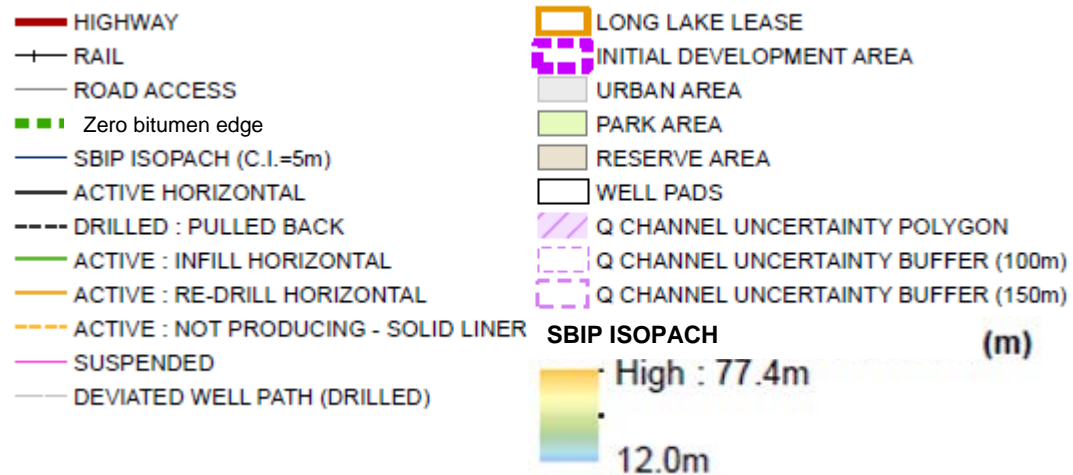 HIGHWAY
RAIL
ROAD ACCESS
Zero bitumen edge
SBIP ISOPACH (C.I.=5m)
ACTIVE HORIZONTAL
DRILLED : PULLED BACK
ACTIVE : INFILL HORIZONTAL
ACTIVE : RE-DRILL HORIZONTAL
ACTIVE : NOT PRODUCING - SOLID LINER
SUSPENDED
DEVIATED WELL PATH (DRILLED)
LONG LAKE LEASE
INITIAL DEVELOPMENT AREA
URBAN AREA
PARK AREA
RESERVE AREA
WELL PADS
Q CHANNEL UNCERTAINTY POLYGON
Q CHANNEL UNCERTAINTY BUFFER (100m)
Q CHANNEL UNCERTAINTY BUFFER (150m)
SBIP ISOPACH (m)
High : 77.4m
12.0m